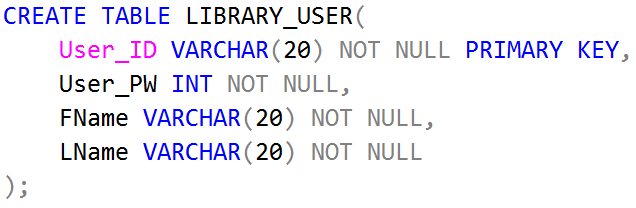 CREATE TABLE LIBRARY_USER(
User_ID VARCHAR(20) NOT NULL PRIMARY KEY,
User_PW INT NOT NULL,
FName VARCHAR(20) NOT NULL,
LName VARCHAR(20) NOT NULL
);